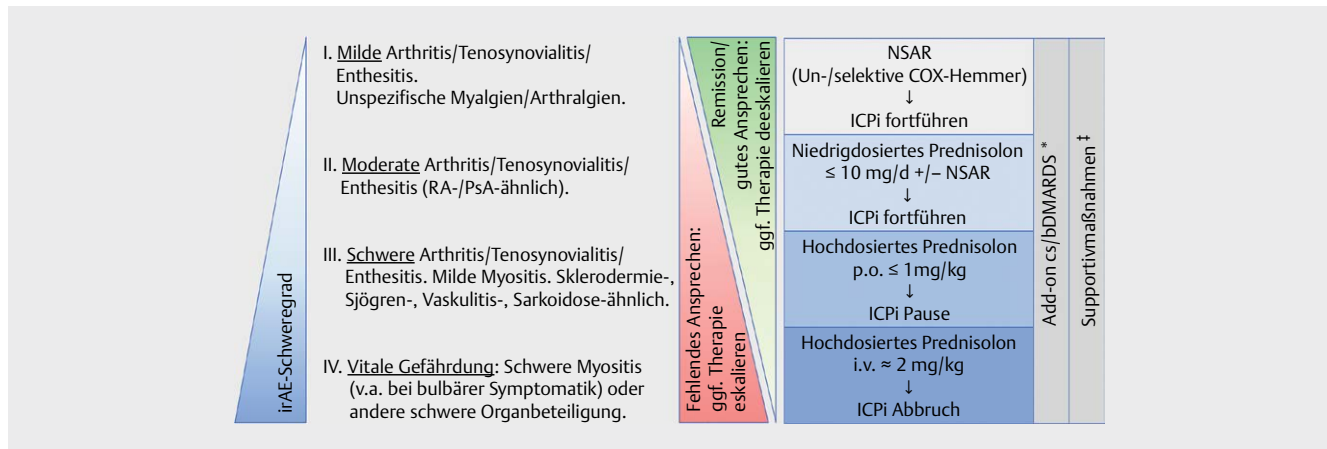 irAE-Schweregrad
I. Milde Arthritis/Tenosynovialitis/
Enthesitis.
Unspezifische Myalgien/Arthralgien.
II. Moderate Arthritis/Tenosynovialitis/
Enthesitis (RA-/PsA-ähnlich).
III. Schwere Arthritis/Tenosynovialitis/
Enthesitis. Milde Myositis. Sklerodermie-,
Sjögren-, Vaskulitis-, Sarkoidose-ähnlich.
IV. Vitale Gefährdung: Schwere Myositis
(v.a. bei bulbärer Symptomatik) oder
andere schwere Organbeteiligung.
Fehlendes Ansprechen:
ggf. Therapie
eskalieren
Remission/
gutes Ansprechen:
ggf. Therapie deeskalieren
NSAR
(Un-/selektive COX-Hemmer)
↓
ICPi fortführen
Niedrigdosiertes Prednisolon
≤ 10 mg/d +/− NSAR
↓
ICPi fortführen
Hochdosiertes Prednisolon
p.o. ≤ 1mg/kg
↓
ICPi Pause
Hochdosiertes Prednisolon
i.v. ≈ 2 mg/kg
↓
ICPi Abbruch
Add-on cs/bDMARDS *
Supportivmaßnahmen ‡